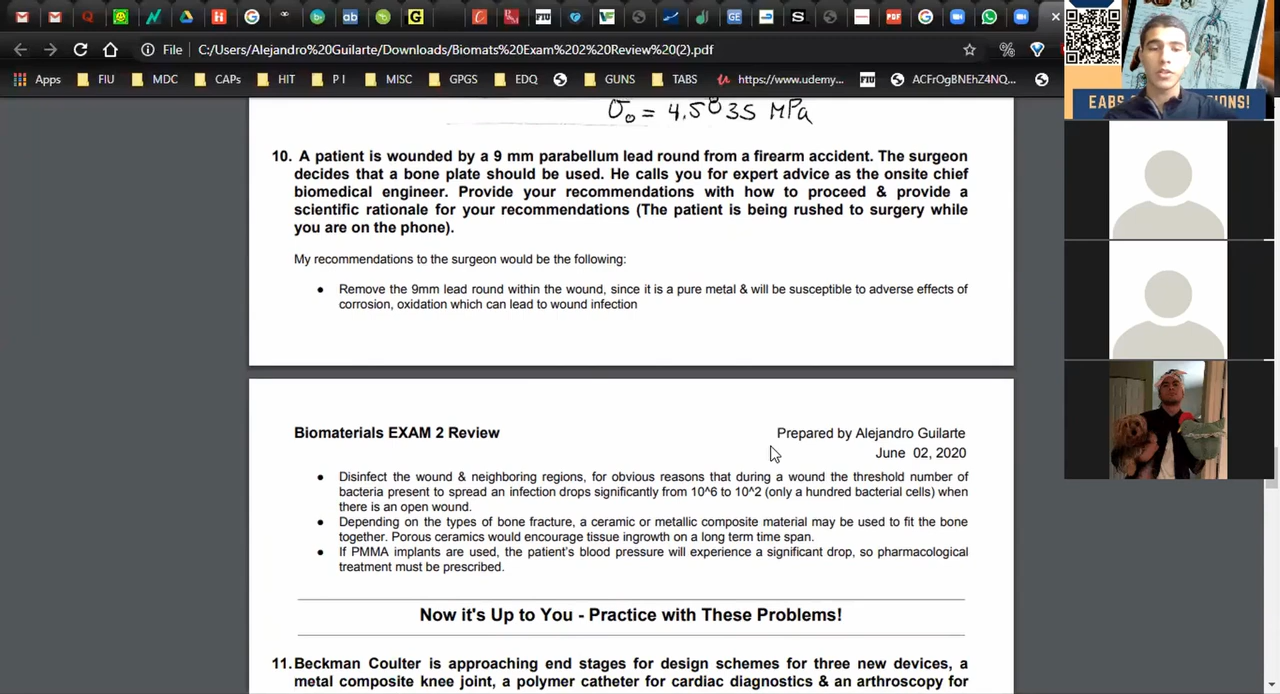 File
C:/Users/Alejandro%20Guilarte/Downloads/Biomats%20Exam%202%20Review%20(2).pdf
Apps FIU MDC CAPs HIT P I MISC GPSS EDQ GUNS TABS https://www.udemy... FIU ACFrOgBNEhZ4NQ...
σ₀ = 4.5835 MPa
10. A patient is wounded by a 9 mm parabellum lead round from a firearm accident. The surgeon
decides that a bone plate should be used. He calls you for expert advice as the onsite chief
biomedical engineer. Provide your recommendations with how to proceed & provide a
scientific rationale for your recommendations (The patient is being rushed to surgery while
you are on the phone).
My recommendations to the surgeon would be the following:
• Remove the 9mm lead round within the wound, since it is a pure metal & will be susceptible to adverse effects of
corrosion, oxidation which can lead to wound infection
Biomaterials EXAM 2 Review
Prepared by Alejandro Guilarte
June 02, 2020
• Disinfect the wound & neighboring regions, for obvious reasons that during a wound the threshold number of
bacteria present to spread an infection drops significantly from 10^6 to 10^2 (only a hundred bacterial cells) when
there is an open wound.
• Depending on the types of bone fracture, a ceramic or metallic composite material may be used to fit the bone
together. Porous ceramics would encourage tissue ingrowth on a long term time span.
• If PMMA implants are used, the patient's blood pressure will experience a significant drop, so pharmacological
treatment must be prescribed.
Now it's Up to You - Practice with These Problems!
11. Beckman Coulter is approaching end stages for design schemes for three new devices, a
metal composite knee joint, a polymer catheter for cardiac diagnostics & an arthroscopy for
EABS